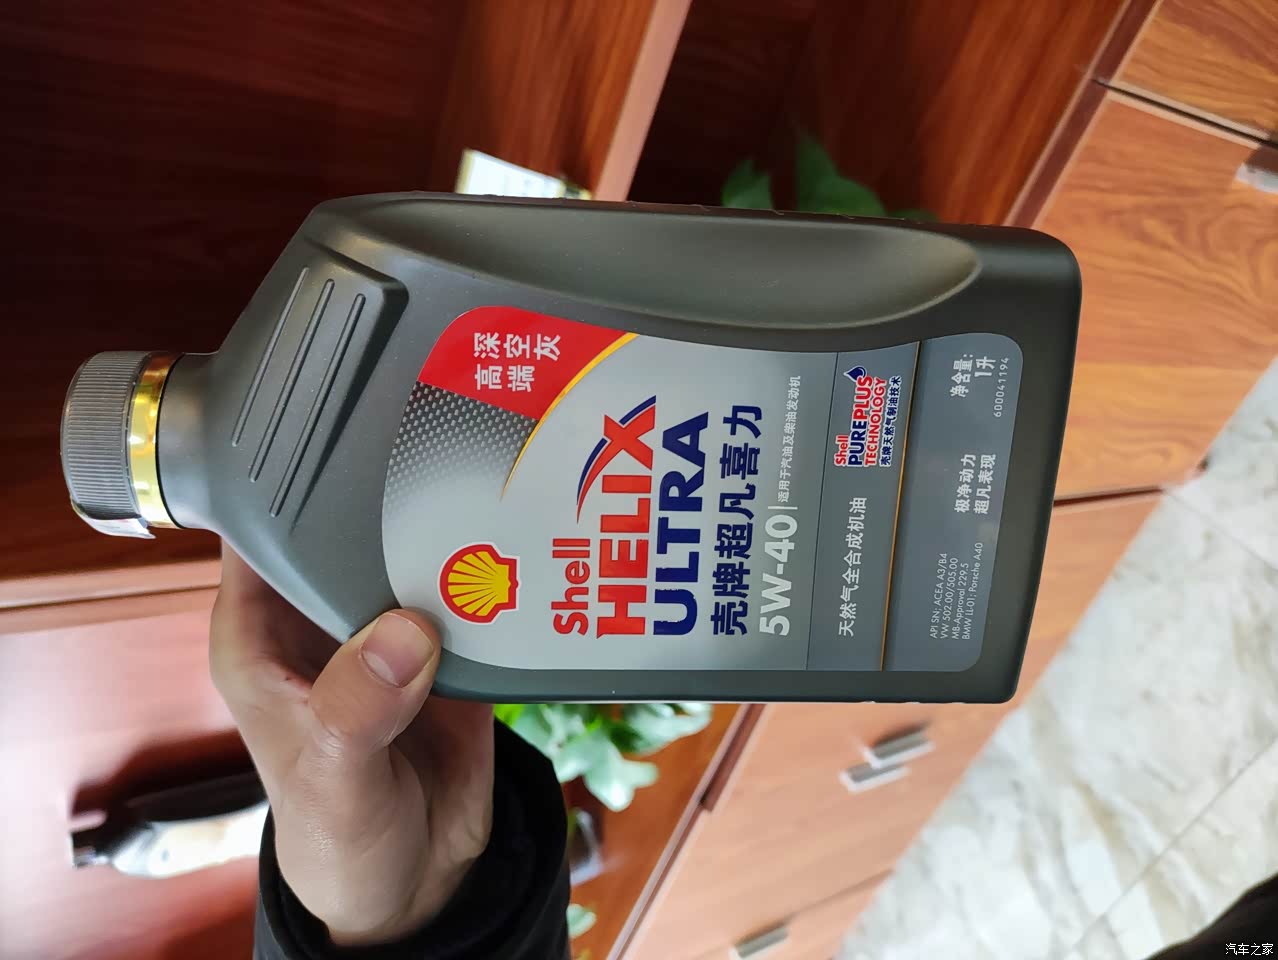 高端
深空
灰
Shell
HELIX
ULTRA
壳牌超凡喜力
5W-40 | 适用于汽油及柴油发动机
天然气全合成机油
Shell
PUREPLUS
TECHNOLOGY
壳牌天然气制油技术
极净动力
超凡表现
净含量:
1升
API SN; ACEA A3/B4
VW 502.00/505.00
MB-Approval 229.5
BMW LL-01; Porsche A40
600041194
汽车之家